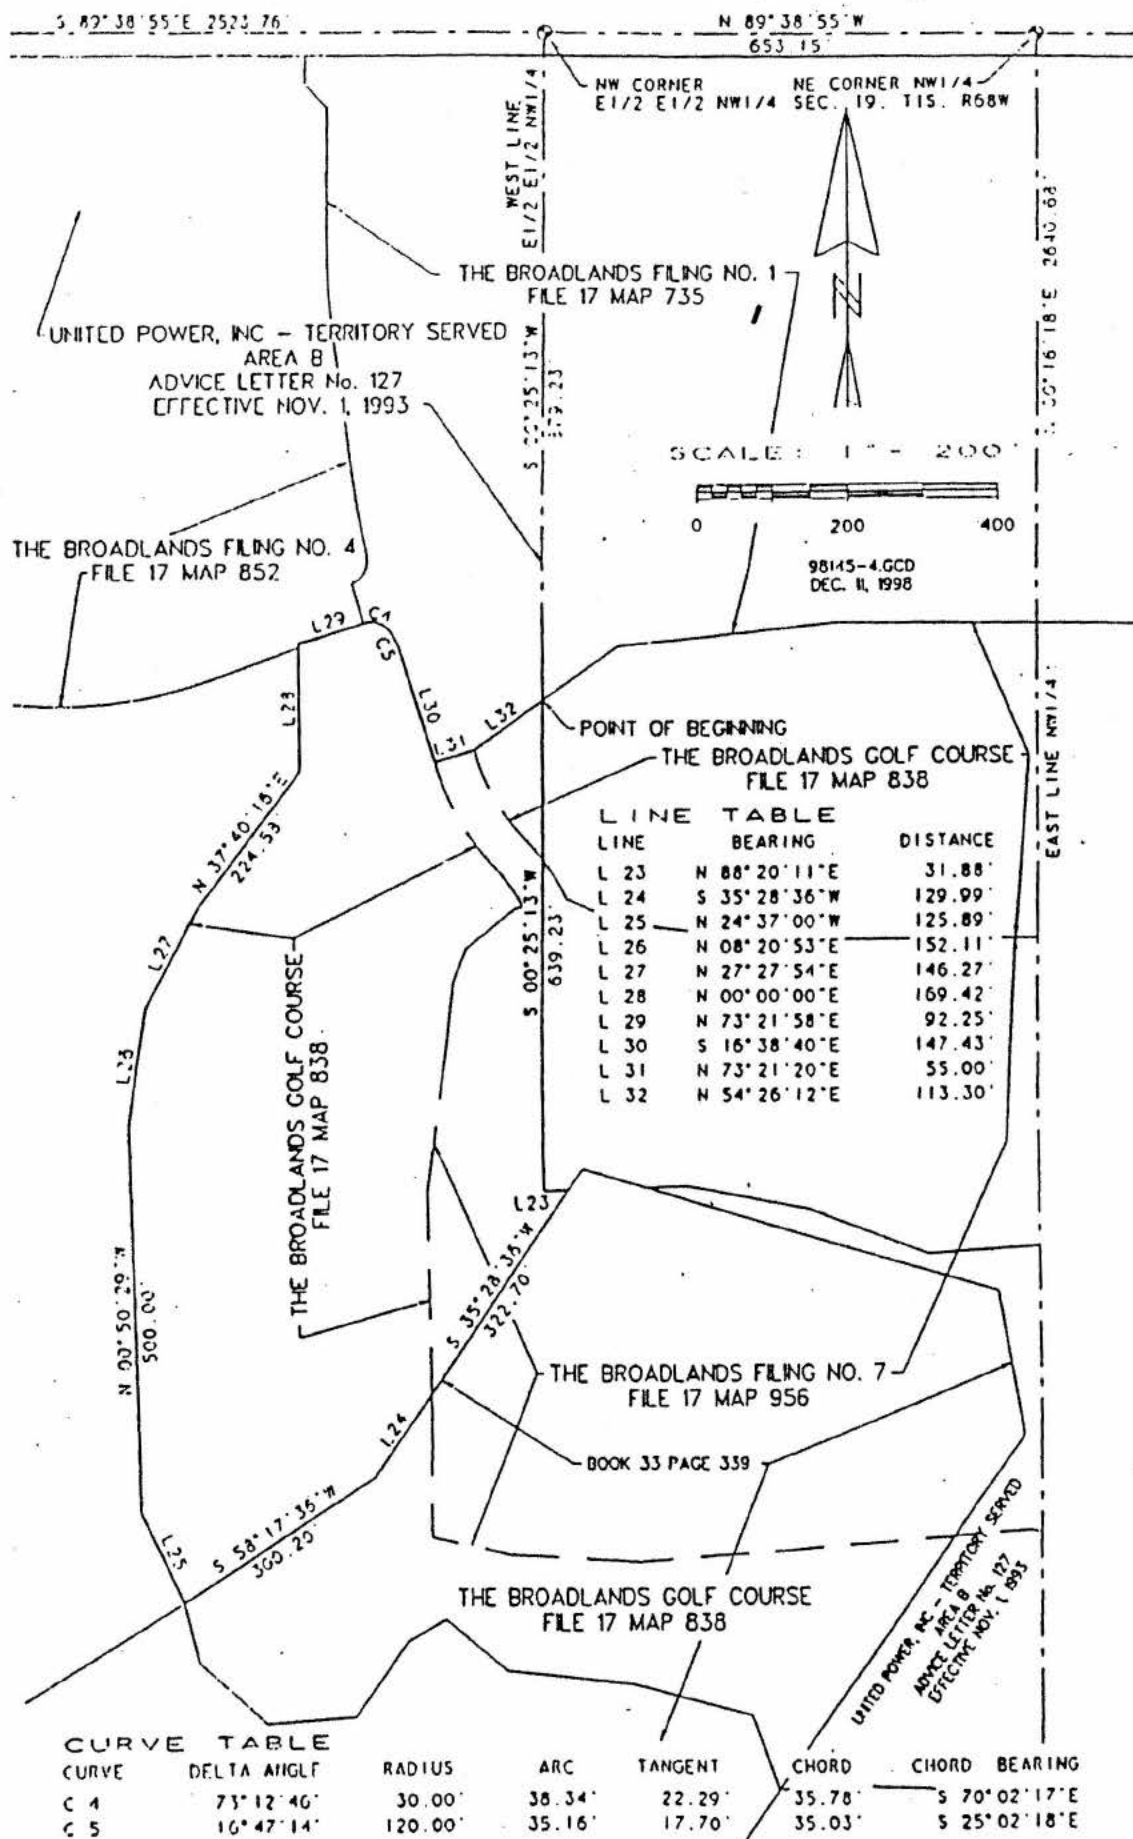 S 89°38'55"E 2523.76'
N 89°38'55"W
653.15'
NW CORNER
E1/2 E1/2 NW1/4
NE CORNER NW1/4
SEC. 19. T1S. R68W
WEST LINE
E1/2 E1/2 NW1/4
THE BROADLANDS FILING NO. 1
FILE 17 MAP 735
UNITED POWER, INC - TERRITORY SERVED
AREA B
ADVICE LETTER No. 127
EFFECTIVE NOV. 1, 1993
S 00°25'13"W
2640.68'
SCALE: 1" = 200'
0 200 400
98145-4.GCD
DEC. 11, 1998
THE BROADLANDS FILING NO. 4
FILE 17 MAP 852
L29
C4
C5
L28
L30
L31
L32
POINT OF BEGINNING
THE BROADLANDS GOLF COURSE
FILE 17 MAP 838
EAST LINE NW1/4
LINE TABLE
LINE BEARING DISTANCE
L 23 N 88°20'11"E 31.88'
L 24 S 35°28'36"W 129.99'
L 25 N 24°37'00"W 125.89'
L 26 N 08°20'53"E 152.11'
L 27 N 27°27'54"E 146.27'
L 28 N 00°00'00"E 169.42'
L 29 N 73°21'58"E 92.25'
L 30 S 16°38'40"E 147.43'
L 31 N 73°21'20"E 55.00'
L 32 N 54°26'12"E 113.30'
N 37°40'18"E
224.53'
L27
L26
S 00°25'13"W
639.23'
THE BROADLANDS GOLF COURSE
FILE 17 MAP 838
L23
S 35°28'36"W
322.70'
N 00°50'29"W
500.00'
THE BROADLANDS FILING NO. 7
FILE 17 MAP 956
L24
BOOK 33 PAGE 339
L25
S 58°17'36"W
300.20'
THE BROADLANDS GOLF COURSE
FILE 17 MAP 838
UNITED POWER, INC - TERRITORY SERVED
AREA B
ADVICE LETTER No. 127
EFFECTIVE NOV. 1, 1993
CURVE TABLE
CURVE DELTA ANGLE RADIUS ARC TANGENT CHORD CHORD BEARING
C 4 73°12'46" 30.00' 38.34' 22.29' 35.78' S 70°02'17"E
C 5 16°47'14" 120.00' 35.16' 17.70' 35.03' S 25°02'18"E